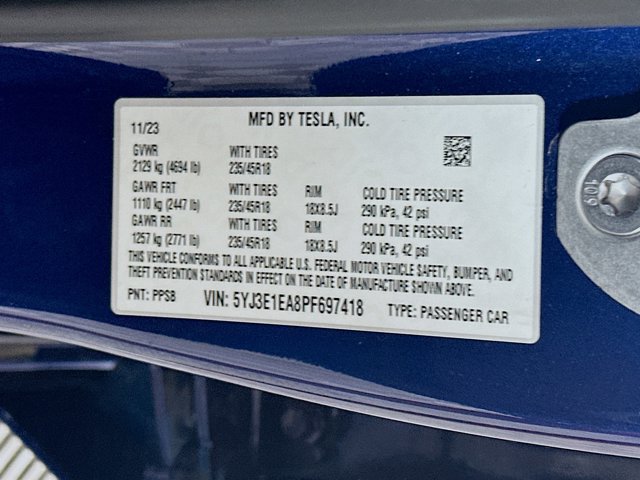 11/23 MFD BY TESLA, INC.
GVWR WITH TIRES
2129 kg (4694 lb) 235/45R18
GAWR FRT WITH TIRES RIM COLD TIRE PRESSURE
1110 kg (2447 lb) 235/45R18 18X8.5J 290 kPa, 42 psi
GAWR RR WITH TIRES RIM COLD TIRE PRESSURE
1257 kg (2771 lb) 235/45R18 18X8.5J 290 kPa, 42 psi
THIS VEHICLE CONFORMS TO ALL APPLICABLE U.S. FEDERAL MOTOR VEHICLE SAFETY, BUMPER, AND
THEFT PREVENTION STANDARDS IN EFFECT ON THE DATE OF MANUFACTURE SHOWN ABOVE.
PNT: PPSB VIN: 5YJ3E1EA8PF697418 TYPE: PASSENGER CAR
10.9